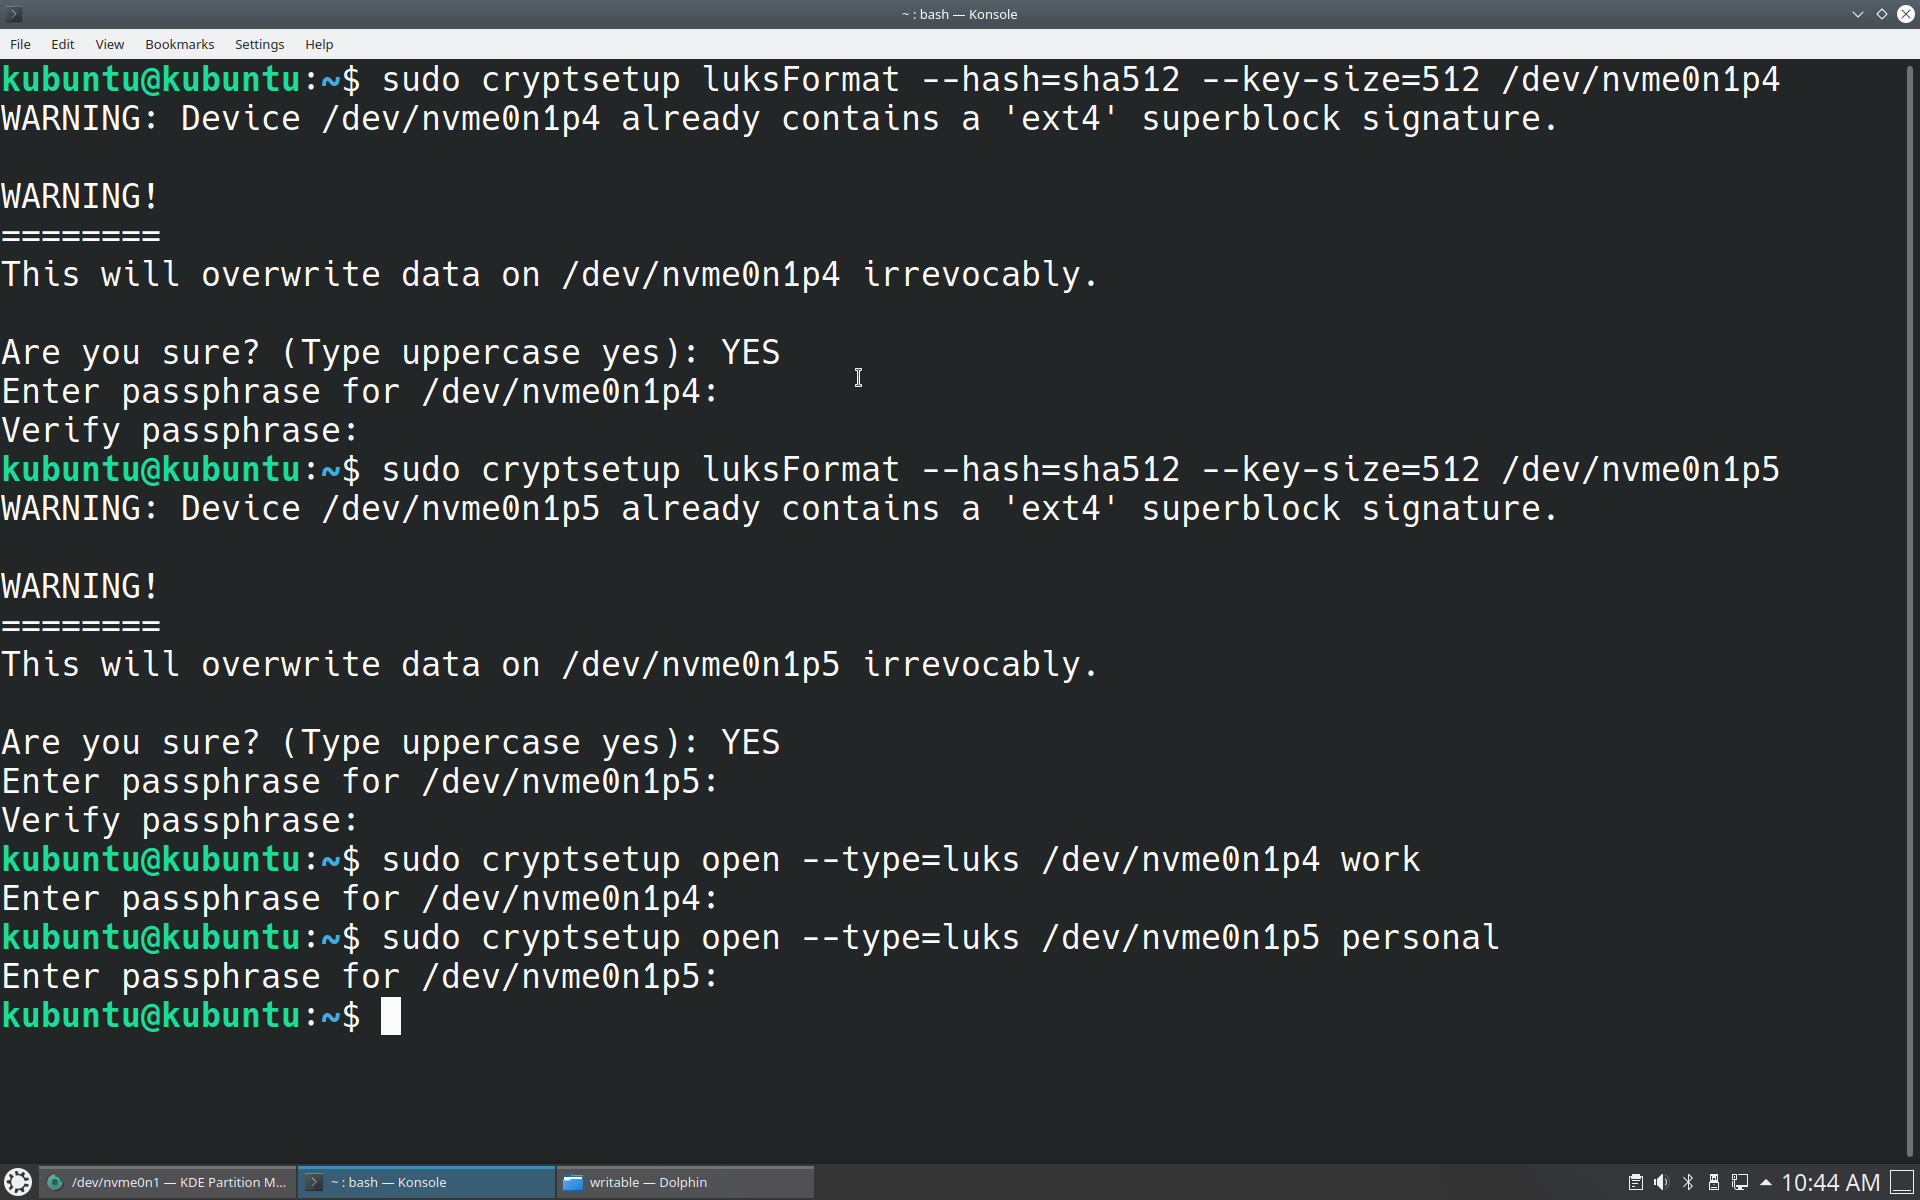 ~ : bash — Konsole
File Edit View Bookmarks Settings Help
kubuntu@kubuntu:~$ sudo cryptsetup luksFormat --hash=sha512 --key-size=512 /dev/nvme0n1p4
WARNING: Device /dev/nvme0n1p4 already contains a 'ext4' superblock signature.
WARNING!
========
This will overwrite data on /dev/nvme0n1p4 irrevocably.
Are you sure? (Type uppercase yes): YES
Enter passphrase for /dev/nvme0n1p4:
Verify passphrase:
kubuntu@kubuntu:~$ sudo cryptsetup luksFormat --hash=sha512 --key-size=512 /dev/nvme0n1p5
WARNING: Device /dev/nvme0n1p5 already contains a 'ext4' superblock signature.
WARNING!
========
This will overwrite data on /dev/nvme0n1p5 irrevocably.
Are you sure? (Type uppercase yes): YES
Enter passphrase for /dev/nvme0n1p5:
Verify passphrase:
kubuntu@kubuntu:~$ sudo cryptsetup open --type=luks /dev/nvme0n1p4 work
Enter passphrase for /dev/nvme0n1p4:
kubuntu@kubuntu:~$ sudo cryptsetup open --type=luks /dev/nvme0n1p5 personal
Enter passphrase for /dev/nvme0n1p5:
kubuntu@kubuntu:~$
/dev/nvme0n1 — KDE Partition M... ~ : bash — Konsole writable — Dolphin 10:44 AM